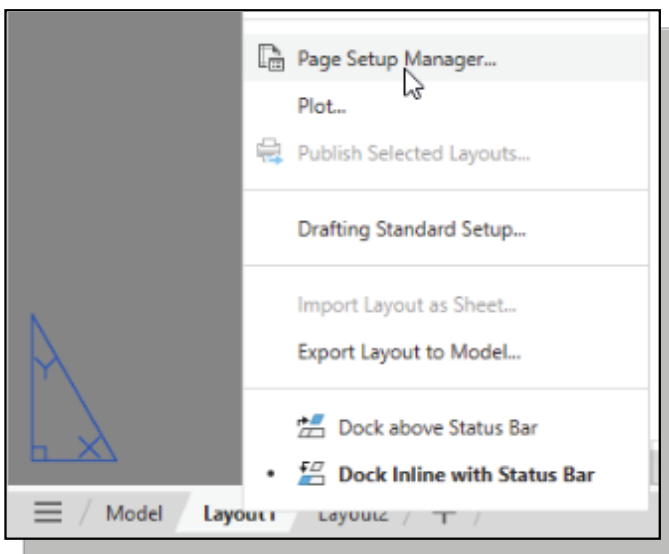 Page Setup Manager...
Plot...
Publish Selected Layouts...
Drafting Standard Setup...
Import Layout as Sheet...
Export Layout to Model...
Dock above Status Bar
• Dock Inline with Status Bar
Y
X
Model Layout1 Layout2 +